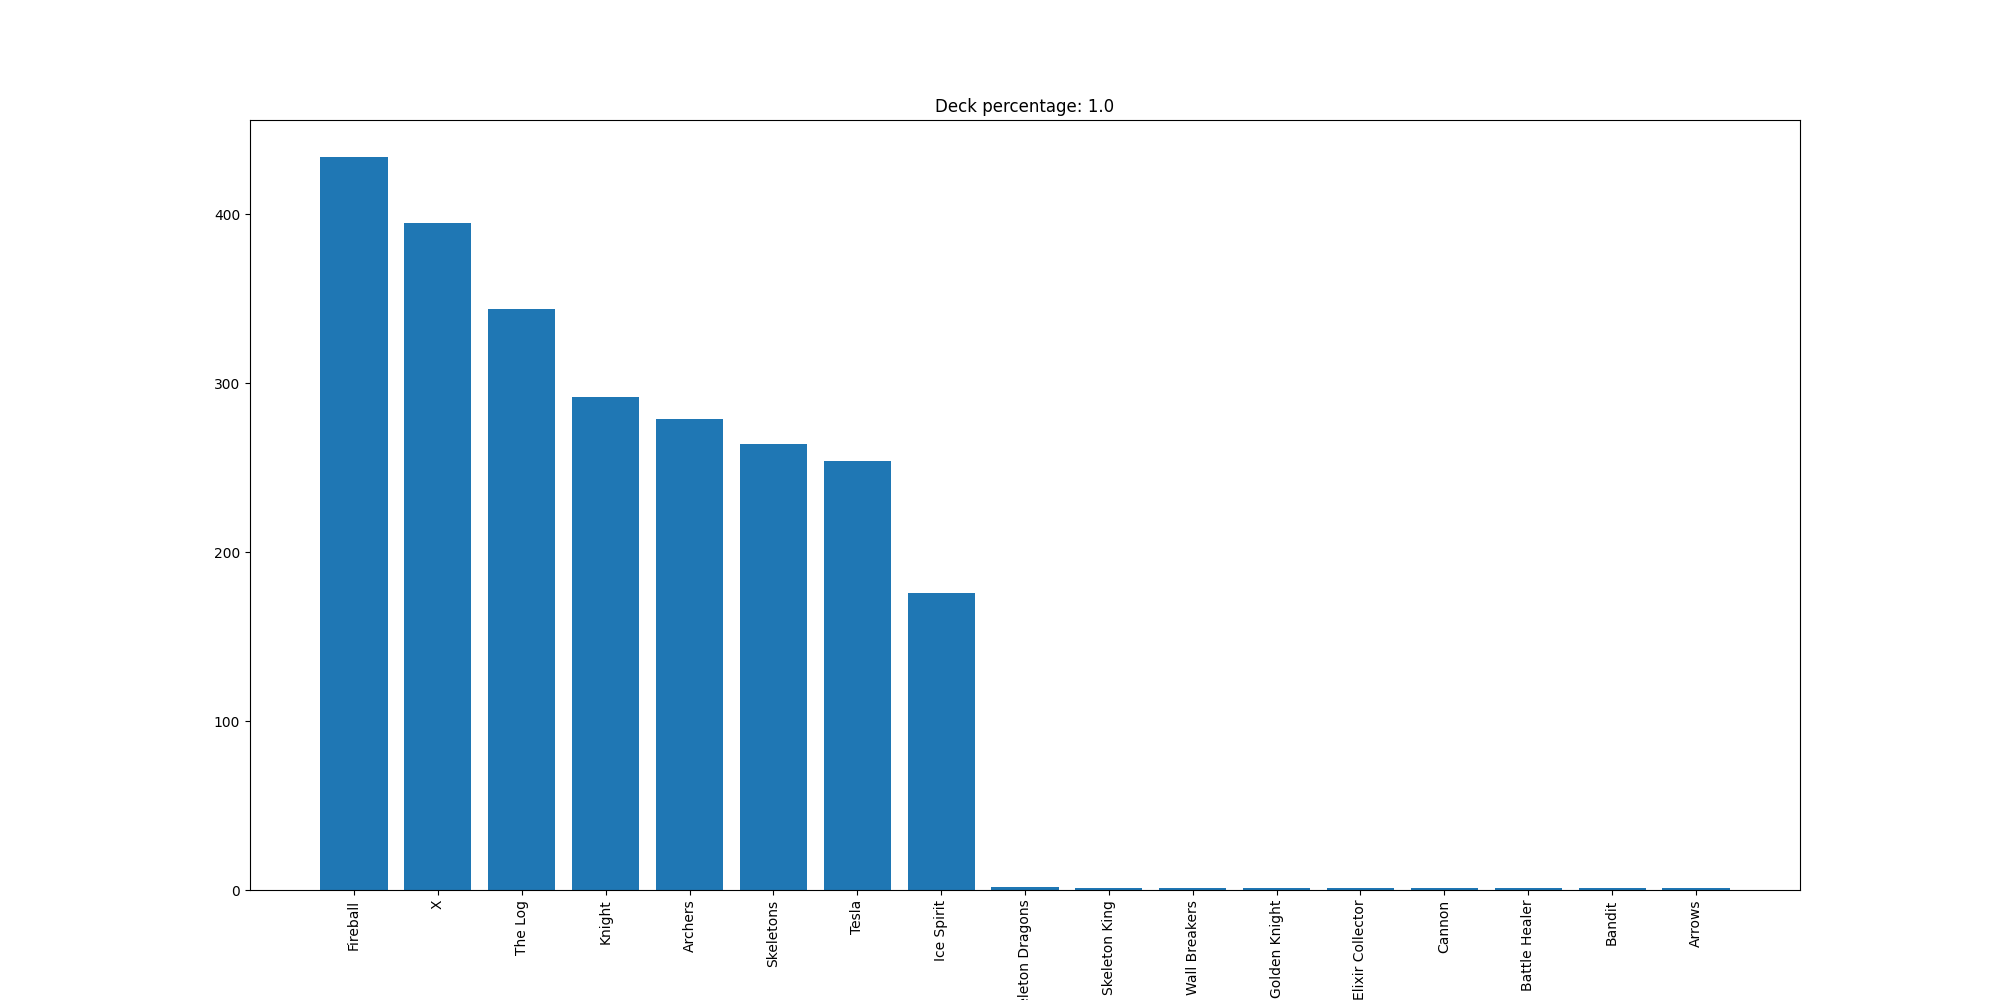 Deck percentage: 1.0
400
300
200
100
0
Fireball
X
The Log
Knight
Archers
Skeletons
Tesla
Ice Spirit
Dragons
Skeleton King
Wall Breakers
Golden Knight
Elixir Collector
Cannon
Battle Healer
Bandit
Arrows